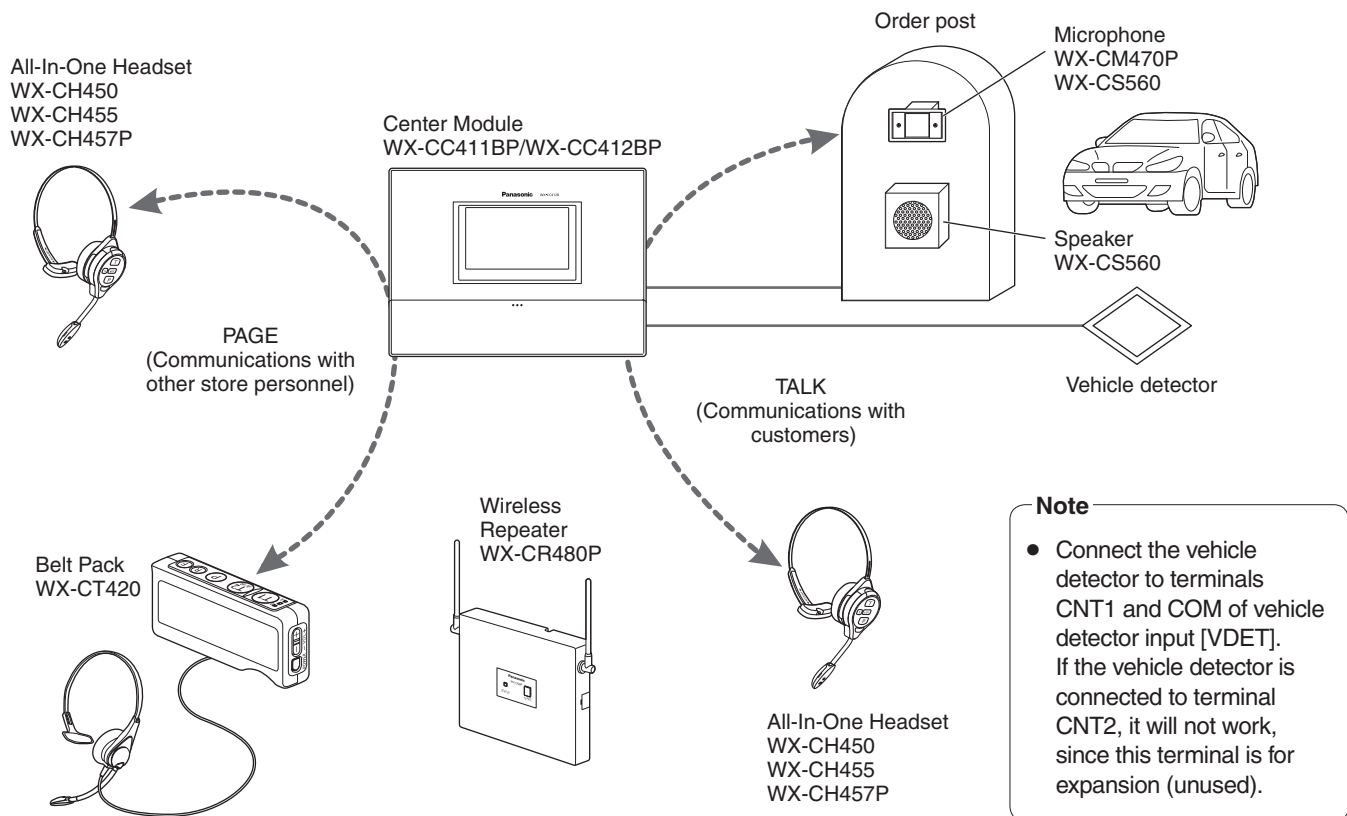 Order post
Microphone
WX-CM470P
WX-CS560
All-In-One Headset
WX-CH450
WX-CH455
WX-CH457P
Center Module
WX-CC411BP/WX-CC412BP
Panasonic
Speaker
WX-CS560
PAGE
(Communications with
other store personnel)
TALK
(Communications with
customers)
Vehicle detector
Belt Pack
WX-CT420
Wireless
Repeater
WX-CR480P
Panasonic
All-In-One Headset
WX-CH450
WX-CH455
WX-CH457P
Note
● Connect the vehicle
detector to terminals
CNT1 and COM of vehicle
detector input [VDET].
If the vehicle detector is
connected to terminal
CNT2, it will not work,
since this terminal is for
expansion (unused).